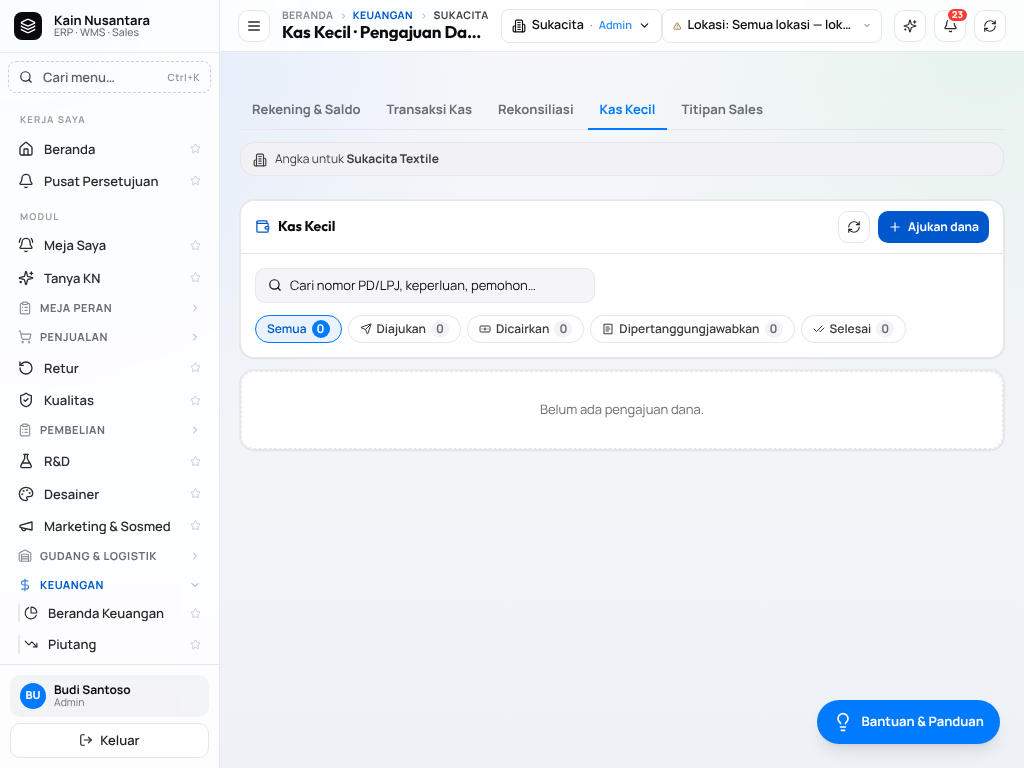 Kain Nusantara
ERP · WMS · Sales
Cari menu... Ctrl+K
KERJA SAYA
Beranda
Pusat Persetujuan
MODUL
Meja Saya
Tanya KN
MEJA PERAN
PENJUALAN
Retur
Kualitas
PEMBELIAN
R&D
Desainer
Marketing & Sosmed
GUDANG & LOGISTIK
KEUANGAN
Beranda Keuangan
Piutang
BU
Budi Santoso
Admin
Keluar
BERANDA > KEUANGAN > SUKACITA
Kas Kecil · Pengajuan Da...
Sukacita · Admin
Lokasi: Semua lokasi — lok...
23
Rekening & Saldo Transaksi Kas Rekonsiliasi Kas Kecil Titipan Sales
Angka untuk Sukacita Textile
Kas Kecil
Ajukan dana
Cari nomor PD/LPJ, keperluan, pemohon...
Semua 0 Diajukan 0 Dicairkan 0 Dipertanggungjawabkan 0 Selesai 0
Belum ada pengajuan dana.
Bantuan & Panduan